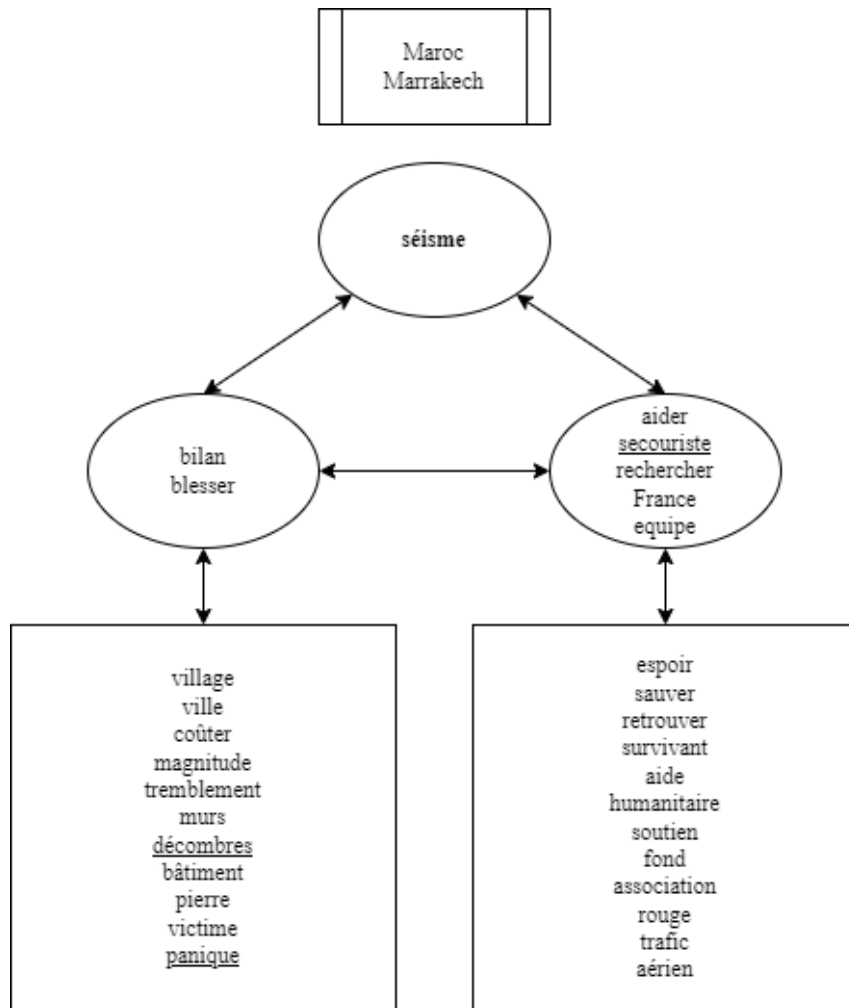 Maroc
Marrakech
séisme
bilan
blesser
aider
secouriste
rechercher
France
equipe
village
ville
coûter
magnitude
tremblement
murs
décombres
bâtiment
pierre
victime
panique
espoir
sauver
retrouver
survivant
aide
humanitaire
soutien
fond
association
rouge
trafic
aérien